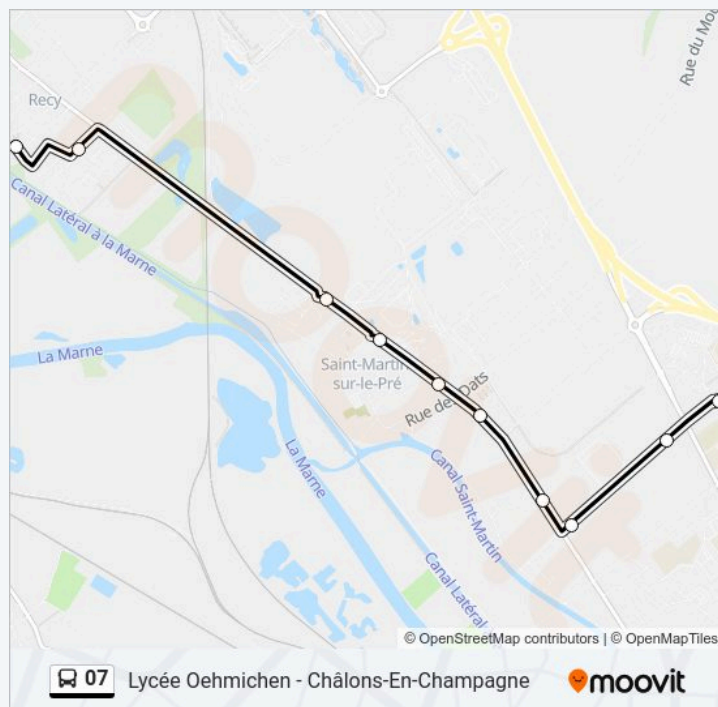 Rue du Mou
Recy
Canal Latéral à la Marne
La Marne
Saint-Martin-
sur-le-Pré
Rue des Dats
La Marne
Canal Saint-Martin
Canal Latéral
© OpenStreetMap contributors | © OpenMapTiles
07 Lycée Oehmichen - Châlons-En-Champagne moovit